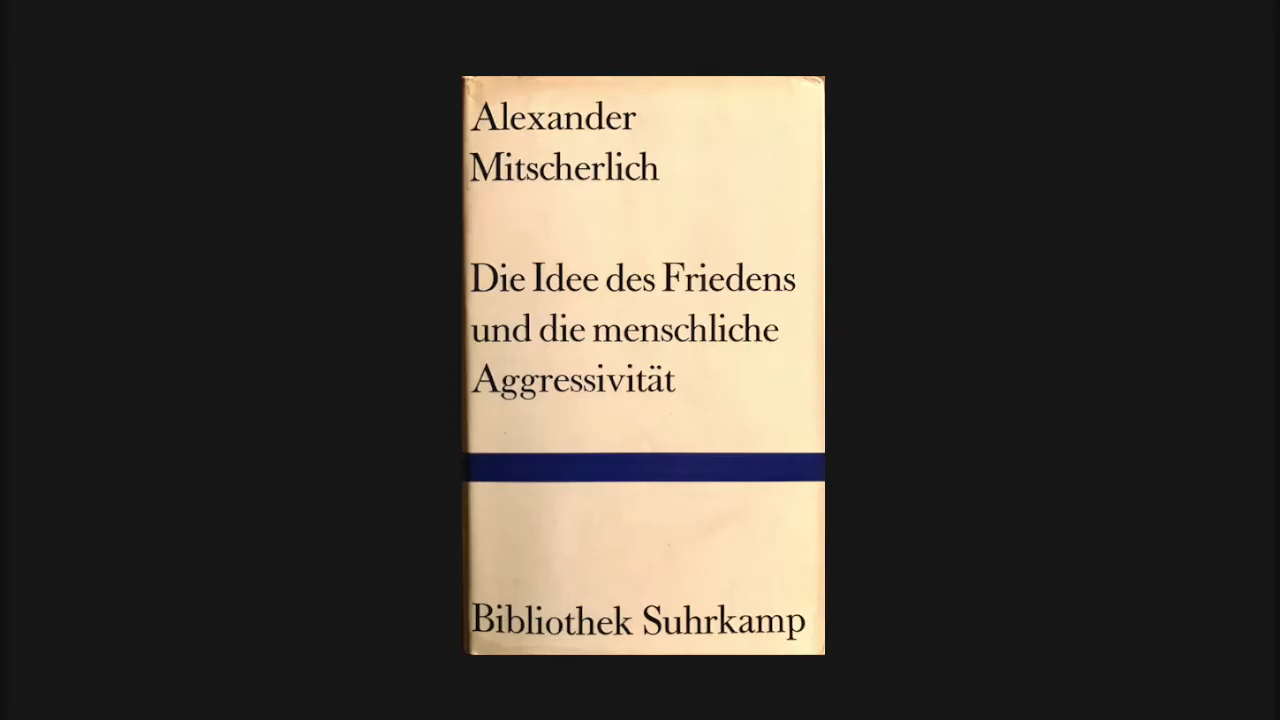 Alexander
Mitscherlich
Die Idee des Friedens
und die menschliche
Aggressivität
Bibliothek Suhrkamp